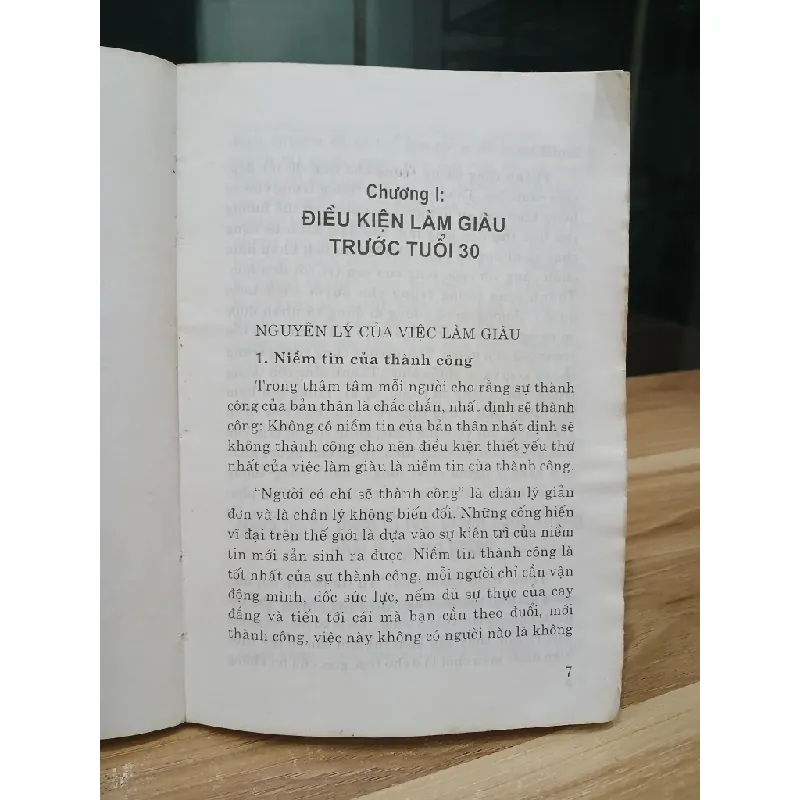 Chương I:
ĐIỀU KIỆN LÀM GIÀU
TRƯỚC TUỔI 30
NGUYÊN LÝ CỦA VIỆC LÀM GIÀU
1. Niềm tin của thành công
Trong thâm tâm mỗi người cho rằng sự thành
công của bản thân là chắc chắn, nhất định sẽ thành
công; Không có niềm tin của bản thân nhất định sẽ
không thành công cho nên điều kiện thiết yếu thứ
nhất của việc làm giàu là niềm tin của thành công.
"Người có chí sẽ thành công" là chân lý giản
đơn và là chân lý không biến đổi. Những cống hiến
vĩ đại trên thế giới là dựa vào sự kiên trì của niềm
tin mới sản sinh ra được. Niềm tin thành công là
tốt nhất của sự thành công, mỗi người chỉ cần vận
động mình, dốc sức lực, nếm đủ sự thực của cay
đắng và tiến tới cái mà bạn cần theo đuổi, mới
thành công, việc này không có người nào là không
7